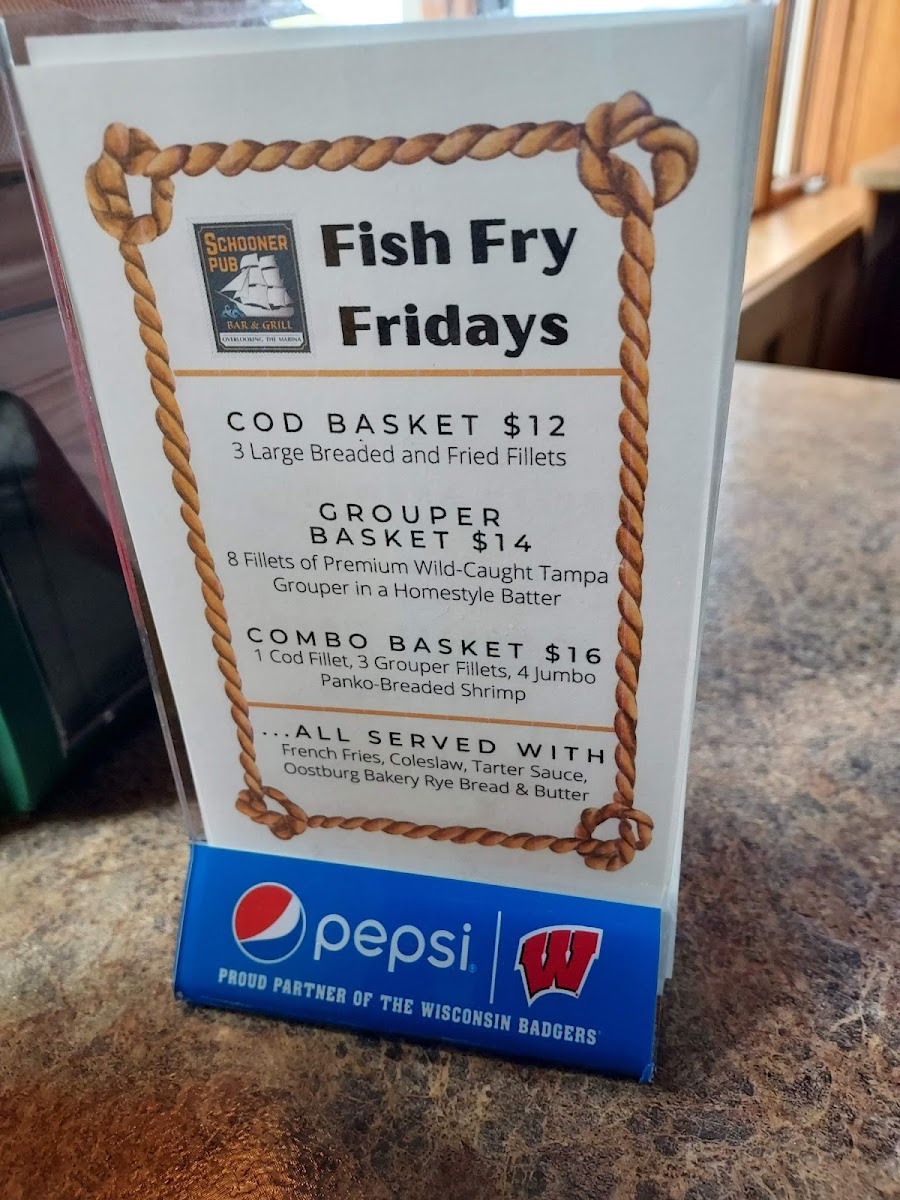 SCHOONER
PUB
BAR & GRILL
OVERLOOKING THE MARINA
Fish Fry
Fridays
COD BASKET $12
3 Large Breaded and Fried Fillets
GROUPER
BASKET $14
8 Fillets of Premium Wild-Caught Tampa
Grouper in a Homestyle Batter
COMBO BASKET $16
1 Cod Fillet, 3 Grouper Fillets, 4 Jumbo
Panko-Breaded Shrimp
...ALL SERVED WITH
French Fries, Coleslaw, Tarter Sauce,
Oostburg Bakery Rye Bread & Butter
pepsi® W
PROUD PARTNER OF THE WISCONSIN BADGERS